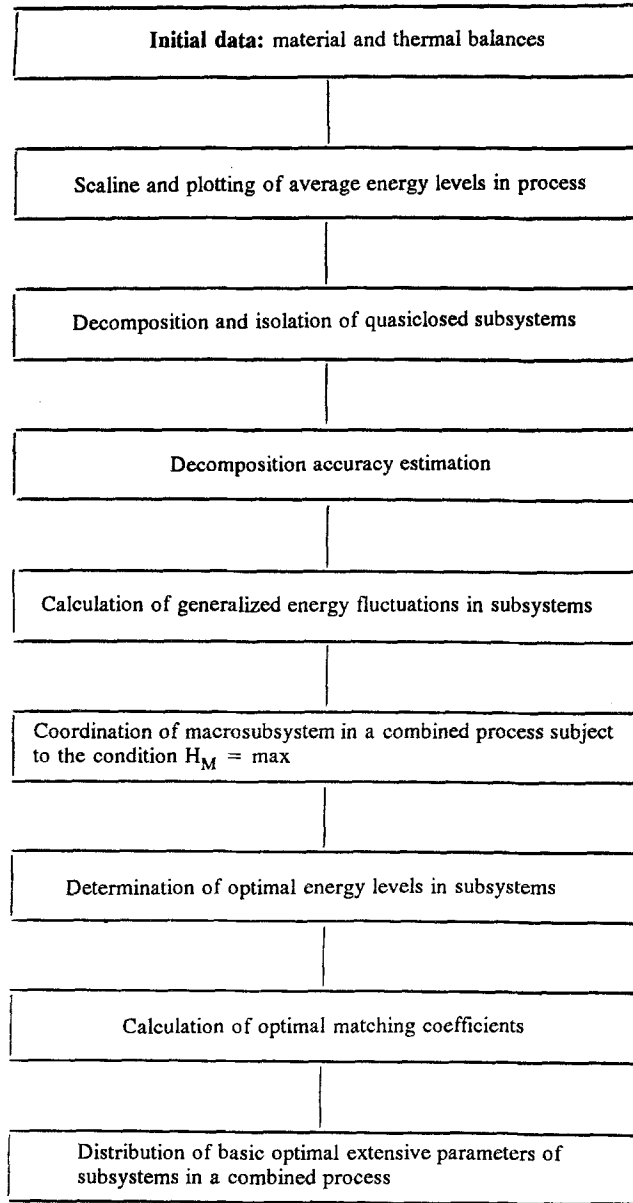 Initial data: material and thermal balances
Scaline and plotting of average energy levels in process
Decomposition and isolation of quasiclosed subsystems
Decomposition accuracy estimation
Calculation of generalized energy fluctuations in subsystems
Coordination of macrosubsystem in a combined process subject
to the condition H_M = max
Determination of optimal energy levels in subsystems
Calculation of optimal matching coefficients
Distribution of basic optimal extensive parameters of
subsystems in a combined process